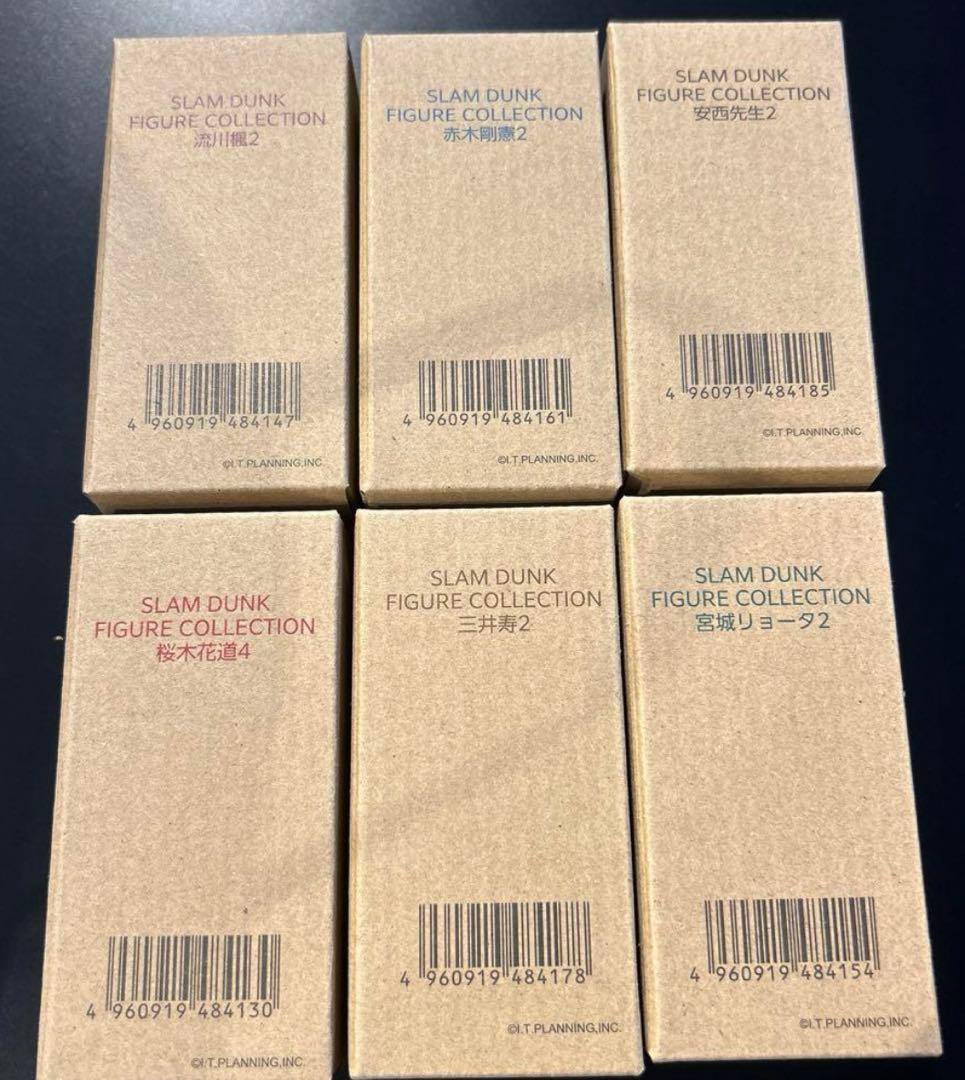 SLAM DUNK
FIGURE COLLECTION
流川楓2
4 960919 484147
©I.T.PLANNING,INC.
SLAM DUNK
FIGURE COLLECTION
赤木剛憲2
4 960919 484161
©I.T.PLANNING,INC.
SLAM DUNK
FIGURE COLLECTION
安西先生2
4 960919 484185
©I.T.PLANNING,INC.
SLAM DUNK
FIGURE COLLECTION
桜木花道4
4 960919 484130
©I.T.PLANNING,INC.
SLAM DUNK
FIGURE COLLECTION
三井寿2
4 960919 484178
©I.T.PLANNING,INC.
SLAM DUNK
FIGURE COLLECTION
宮城リョータ2
4 960919 484154
©I.T.PLANNING,INC.